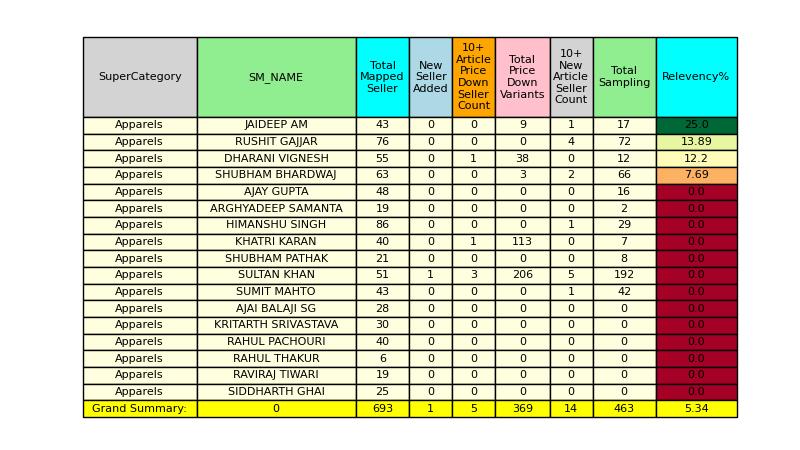 SuperCategory SM_NAME Total Mapped Seller New Seller Added 10+ Article Price Down Seller Count Total Price Down Variants 10+ New Article Seller Count Total Sampling Relevency%
Apparels JAIDEEP AM 43 0 0 9 1 17 25.0
Apparels RUSHIT GAJJAR 76 0 0 0 4 72 13.89
Apparels DHARANI VIGNESH 55 0 1 38 0 12 12.2
Apparels SHUBHAM BHARDWAJ 63 0 0 3 2 66 7.69
Apparels AJAY GUPTA 48 0 0 0 0 16 0.0
Apparels ARGHYADEEP SAMANTA 19 0 0 0 0 2 0.0
Apparels HIMANSHU SINGH 86 0 0 0 1 29 0.0
Apparels KHATRI KARAN 40 0 1 113 0 7 0.0
Apparels SHUBHAM PATHAK 21 0 0 0 0 8 0.0
Apparels SULTAN KHAN 51 1 3 206 5 192 0.0
Apparels SUMIT MAHTO 43 0 0 0 1 42 0.0
Apparels AJAI BALAJI SG 28 0 0 0 0 0 0.0
Apparels KRITARTH SRIVASTAVA 30 0 0 0 0 0 0.0
Apparels RAHUL PACHOURI 40 0 0 0 0 0 0.0
Apparels RAHUL THAKUR 6 0 0 0 0 0 0.0
Apparels RAVIRAJ TIWARI 19 0 0 0 0 0 0.0
Apparels SIDDHARTH GHAI 25 0 0 0 0 0 0.0
Grand Summary: 0 693 1 5 369 14 463 5.34